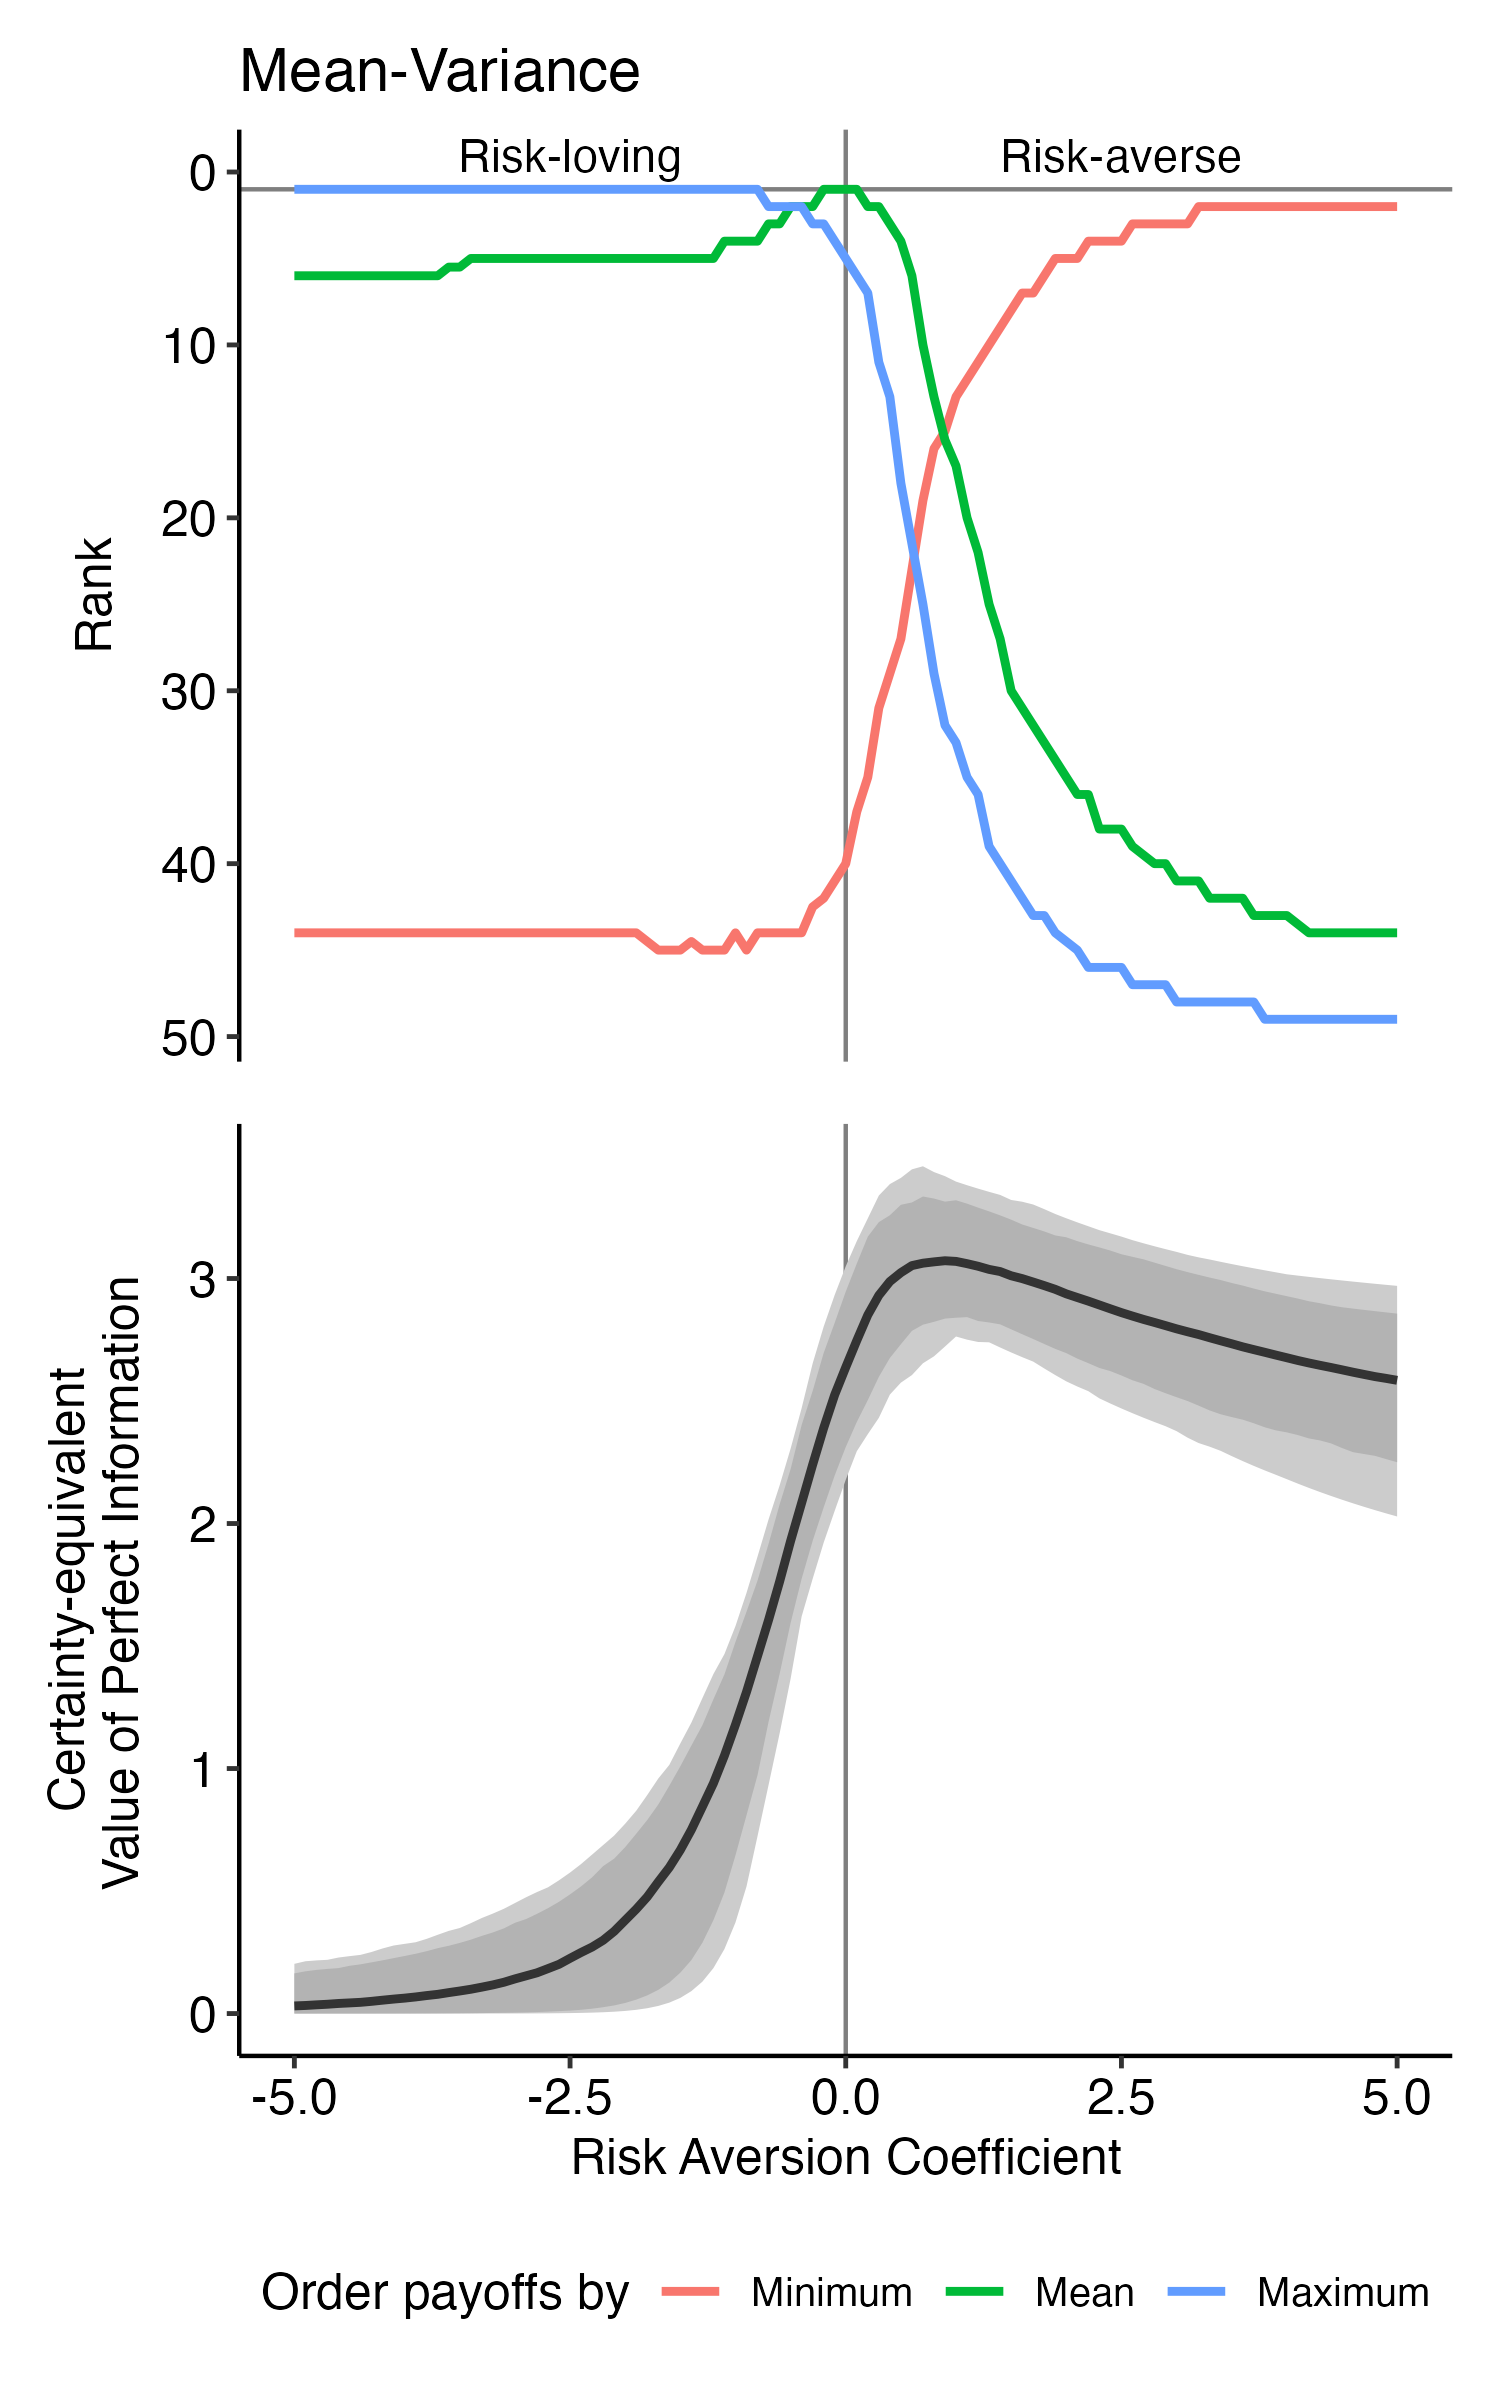 Mean-Variance
Risk-loving
Risk-averse
0
10
20
30
40
50
Rank
3
2
1
0
Certainty-equivalent
Value of Perfect Information
-5.0
-2.5
0.0
2.5
5.0
Risk Aversion Coefficient
Order payoffs by
Minimum
Mean
Maximum